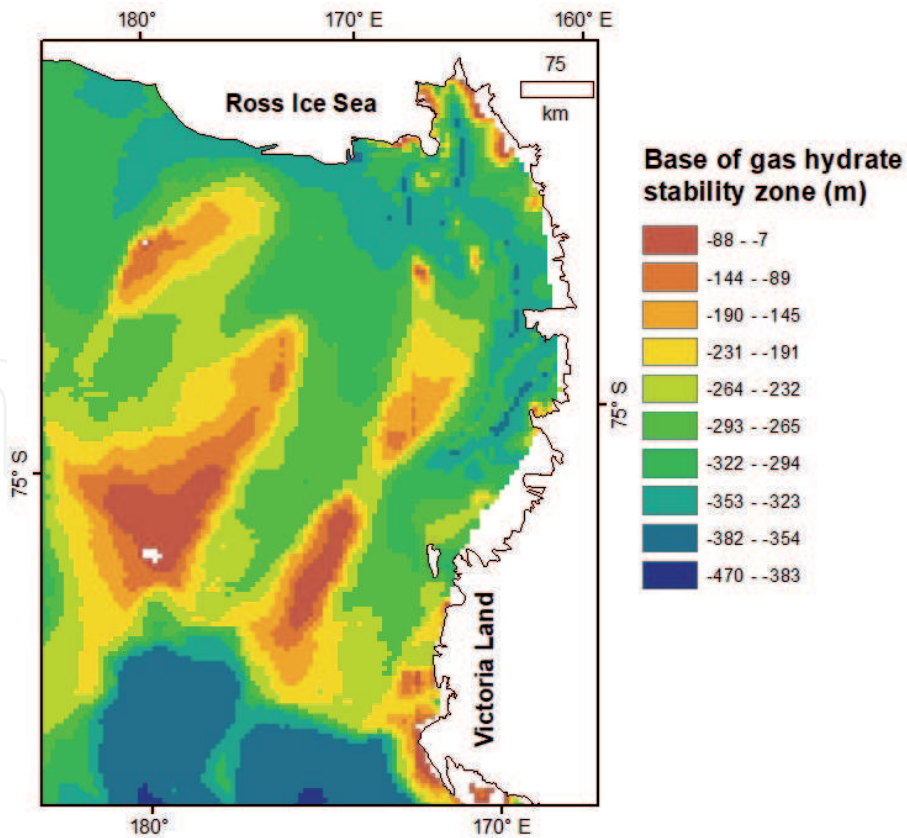 180°
170°
160° E
75
km
Ross Ice Sea
75° S
75° S
Victoria Land
180°
170° E
Base of gas hydrate
stability zone (m)
-88 - -7
-144 - -89
-190 - -145
-231 - -191
-264 - -232
-293 - -265
-322 - -294
-353 - -323
-382 - -354
-470 - -383